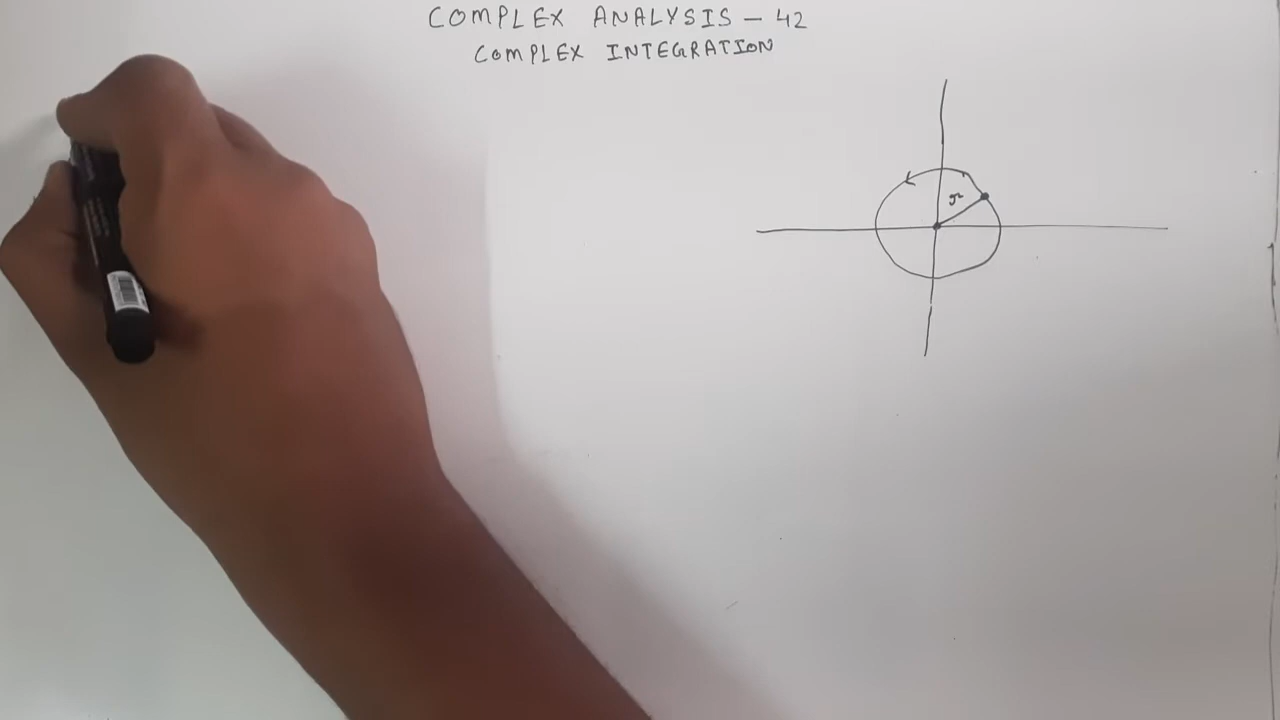 COMPLEX ANALYSIS - 42
COMPLEX INTEGRATION
r